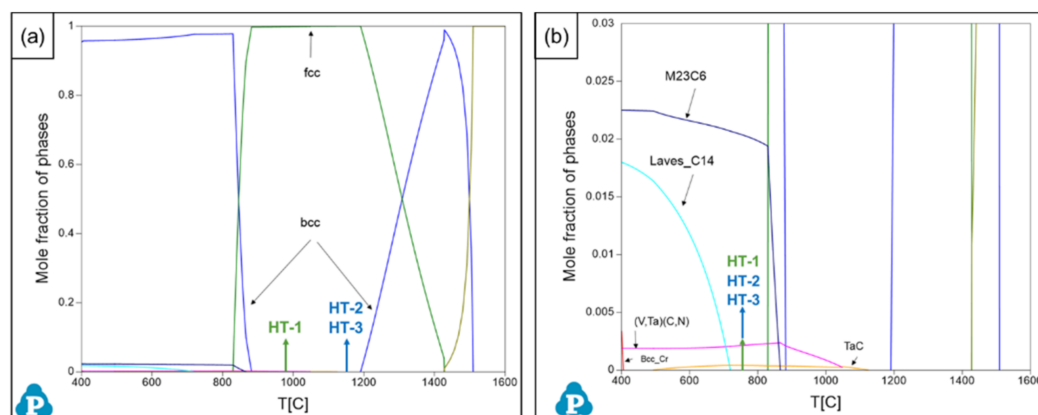 (a)
Mole fraction of phases
1
0.8
0.6
0.4
0.2
0
fcc
bcc
HT-1
HT-2
HT-3
400 600 800 1000 1200 1400 1600
T[C]
P
(b)
Mole fraction of phases
0.03
0.025
0.02
0.015
0.01
0.005
0
M23C6
Laves_C14
HT-1
HT-2
HT-3
(V,Ta)(C,N)
Bcc_Cr
TaC
400 600 800 1000 1200 1400 1600
T[C]
P